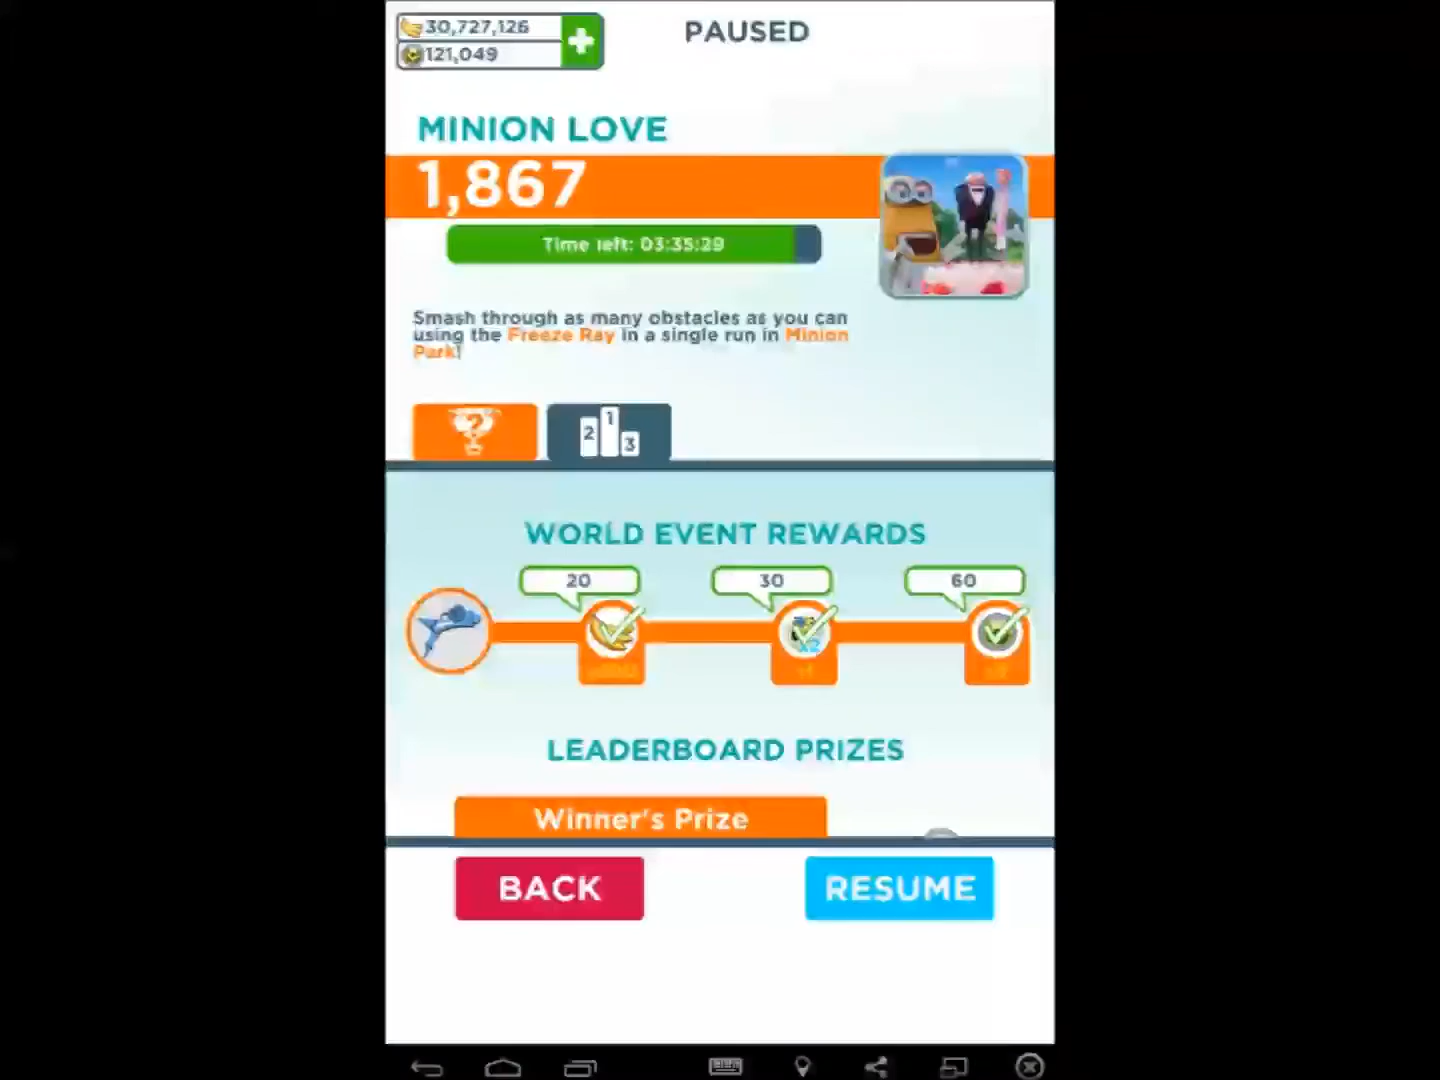 30,727,126
121,049
PAUSED
MINION LOVE
1,867
Time left: 03:35:29
Smash through as many obstacles as you can
using the Freeze Ray in a single run in Minion
Park!
?
2 1 3
WORLD EVENT REWARDS
20 30 60
x2
LEADERBOARD PRIZES
Winner's Prize
BACK RESUME